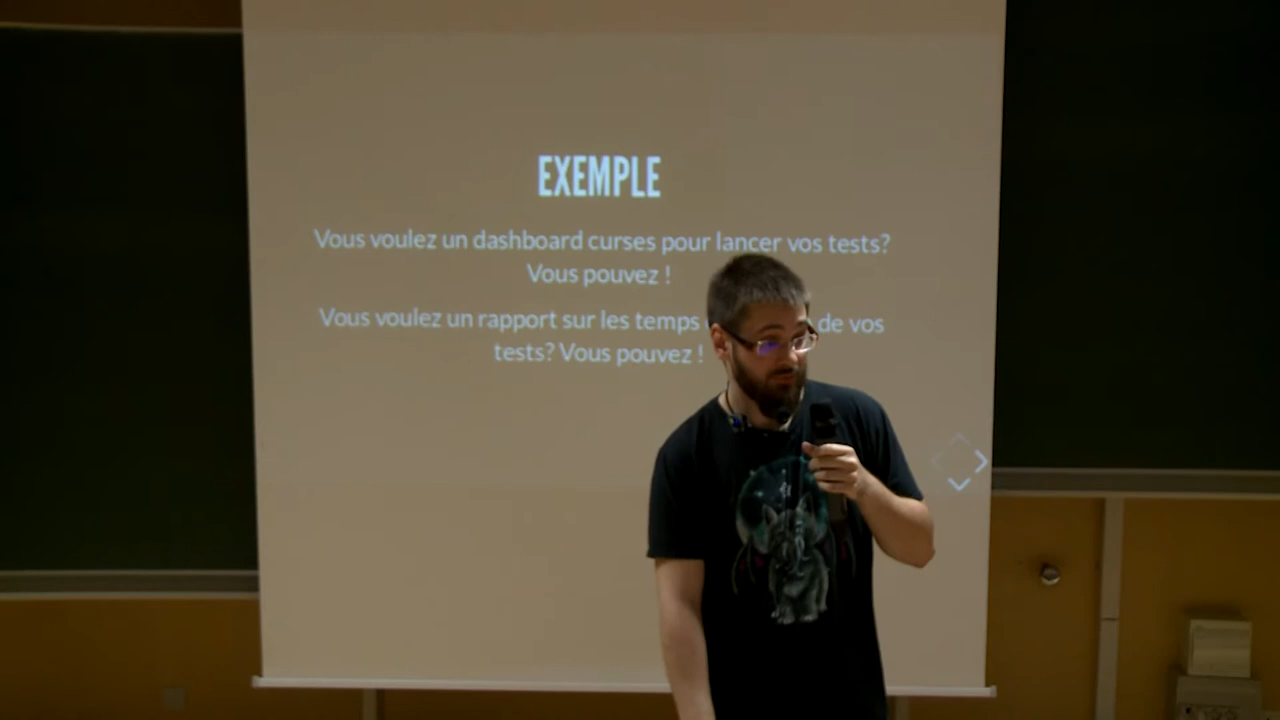 EXEMPLE
Vous voulez un dashboard curses pour lancer vos tests?
Vous pouvez !
Vous voulez un rapport sur les temps de vos
tests? Vous pouvez !